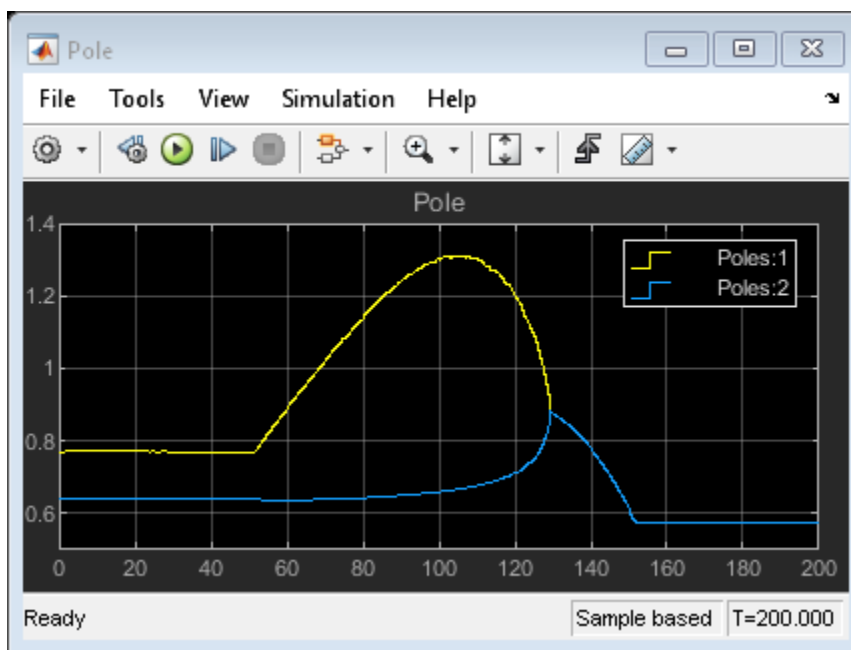 Pole
File Tools View Simulation Help
Pole
1.4
1.2
1
0.8
0.6
Poles:1
Poles:2
0 20 40 60 80 100 120 140 160 180 200
Ready Sample based T=200.000